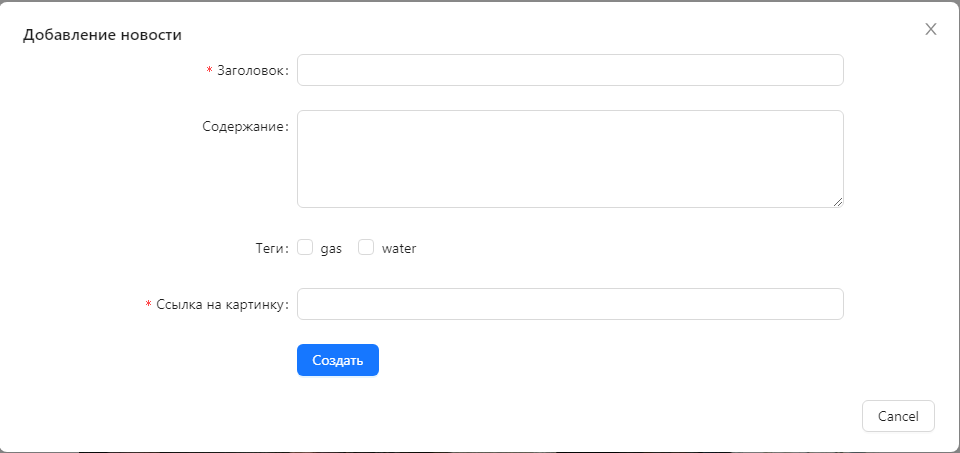 Добавление новости
* Заголовок:
Содержание:
Теги: gas water
* Ссылка на картинку:
Создать
Cancel